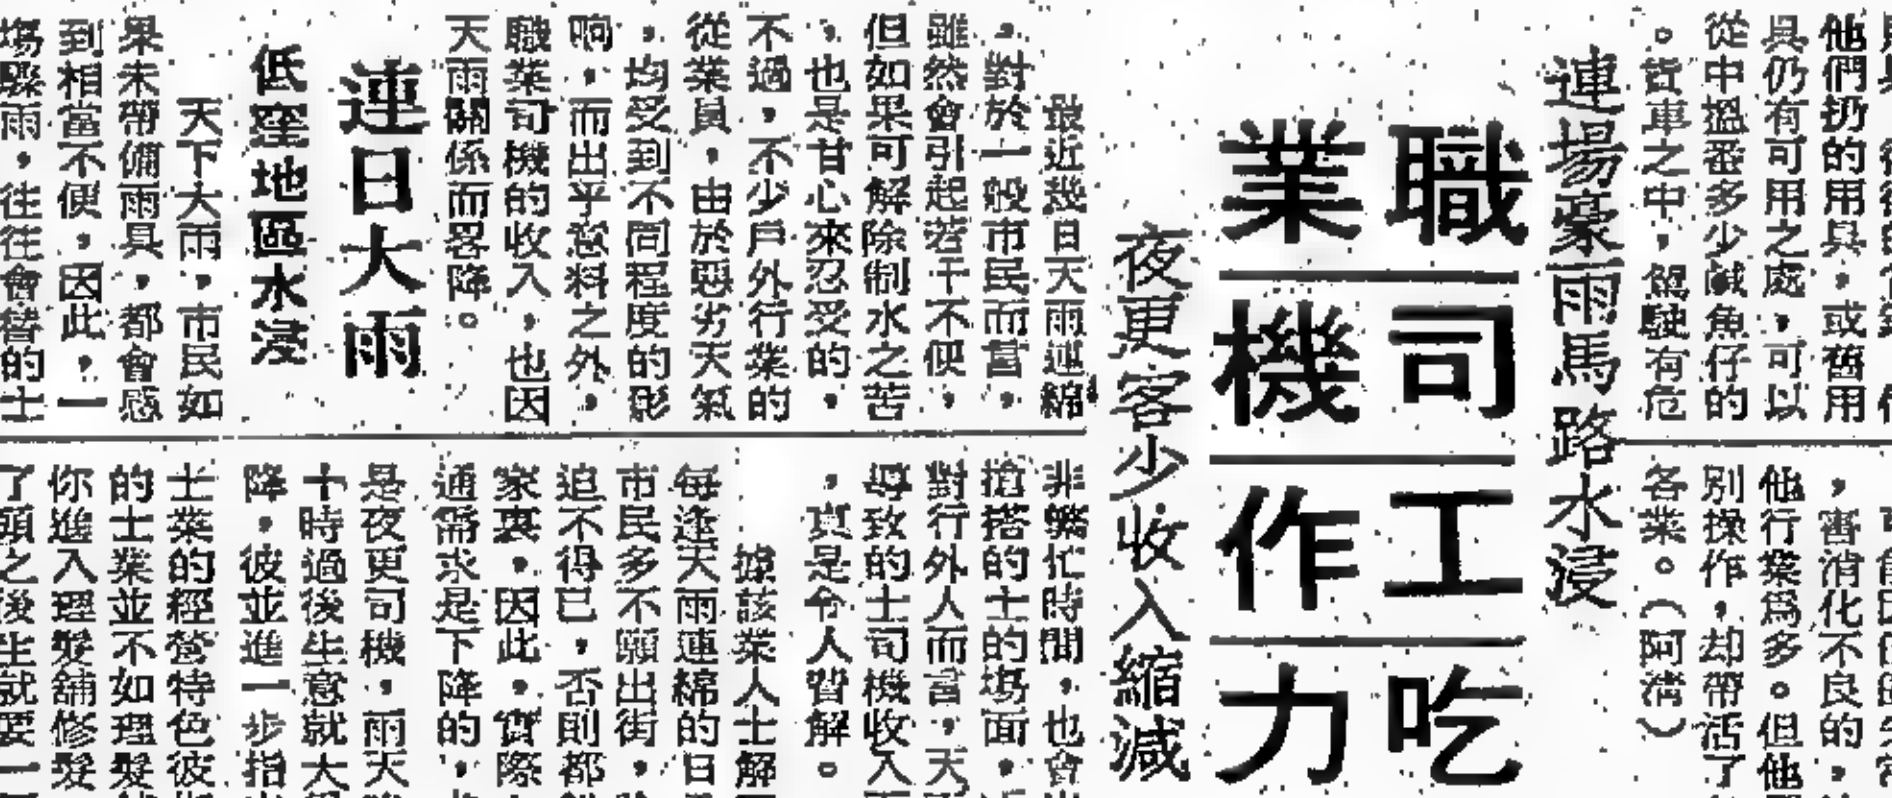 他們扔的用具，或舊用
具仍有可用之處，可以
從中搵番多少鹹魚仔的
。貨車之中，駕駛有危
，窨消化不良的，
他行業爲多。但他
別操作，却帶活了
各業。（阿濤）
連場豪雨馬路水浸
職司工吃
業機作力
夜更客少收入縮減
最近幾日天雨連綿
，對於一般市民而言，
雖然會引起若干不便，
但如果可解除制水之苦
，也是甘心來忍受的，
不過，不少戶外行業的
從業員，由於惡劣天氣
，均受到不同程度的影
响，而出乎意料之外，
職業司機的收入，也因
天雨關係而畧降。
連日大雨
低窪地區水浸
天下大雨，市民如
果未帶備雨具，都會感
到相當不便，因此，一
塲驟雨，往往會替的士
非繁忙時間，也會
搶搭的士的塲面，
對行外人而言，天
導致的士司機收入
，真是令人費解。
據該業人士解
每逢天雨連綿的日
市民多不願出街，
迫不得已，否則都
家裏，因此，實際
通需求是下降的，
是夜更司機，雨天
十時過後生意就大
降，彼並進一步指
士業的經營特色彼
的士業並不如理髮
你進入理髮舖修髮
了頭之後生就要一